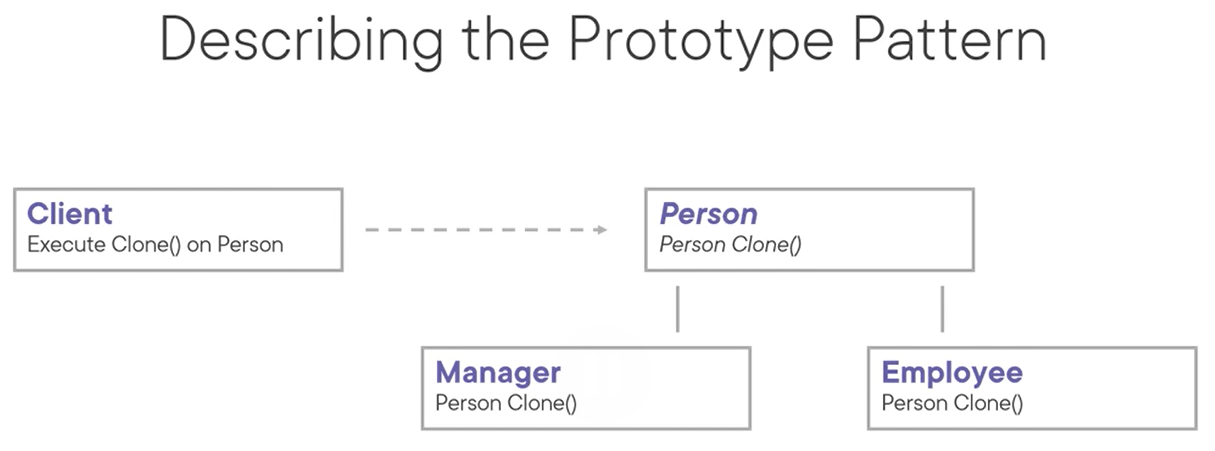 Describing the Prototype Pattern
Client
Execute Clone() on Person
Person
Person Clone()
Manager
Person Clone()
Employee
Person Clone()